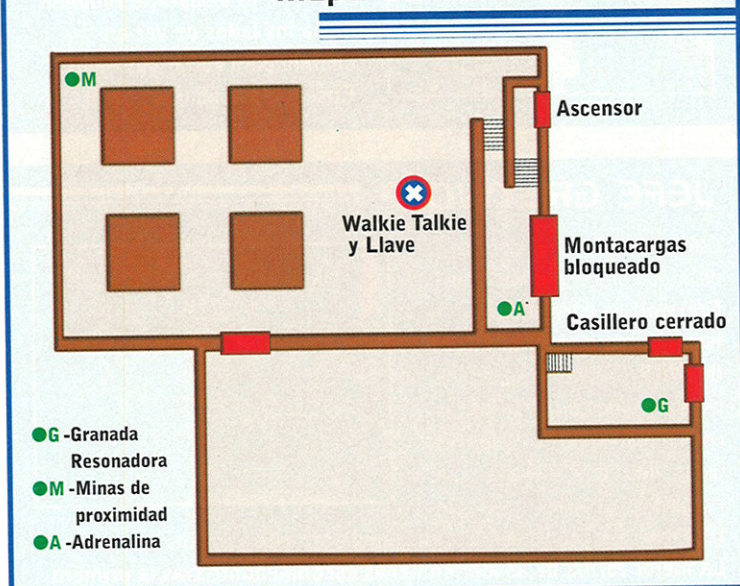 M
Ascensor
Walkie Talkie
y Llave
Montacargas
bloqueado
A
Casillero cerrado
G
G -Granada
Resonadora
M -Minas de
proximidad
A -Adrenalina